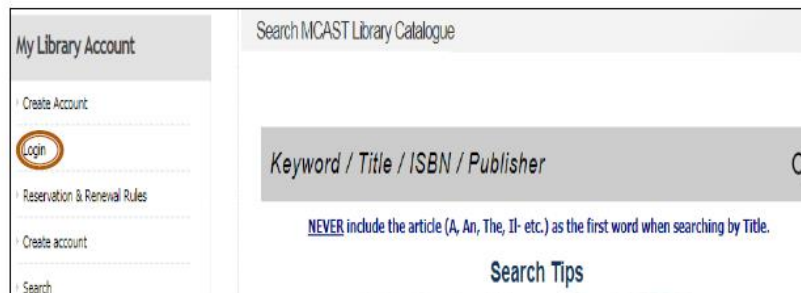 My Library Account
Create Account
Login
Reservation & Renewal Rules
Create account
Search
Search MCAST Library Catalogue
Keyword / Title / ISBN / Publisher
NEVER include the article (A, An, The, Il- etc.) as the first word when searching by Title.
Search Tips